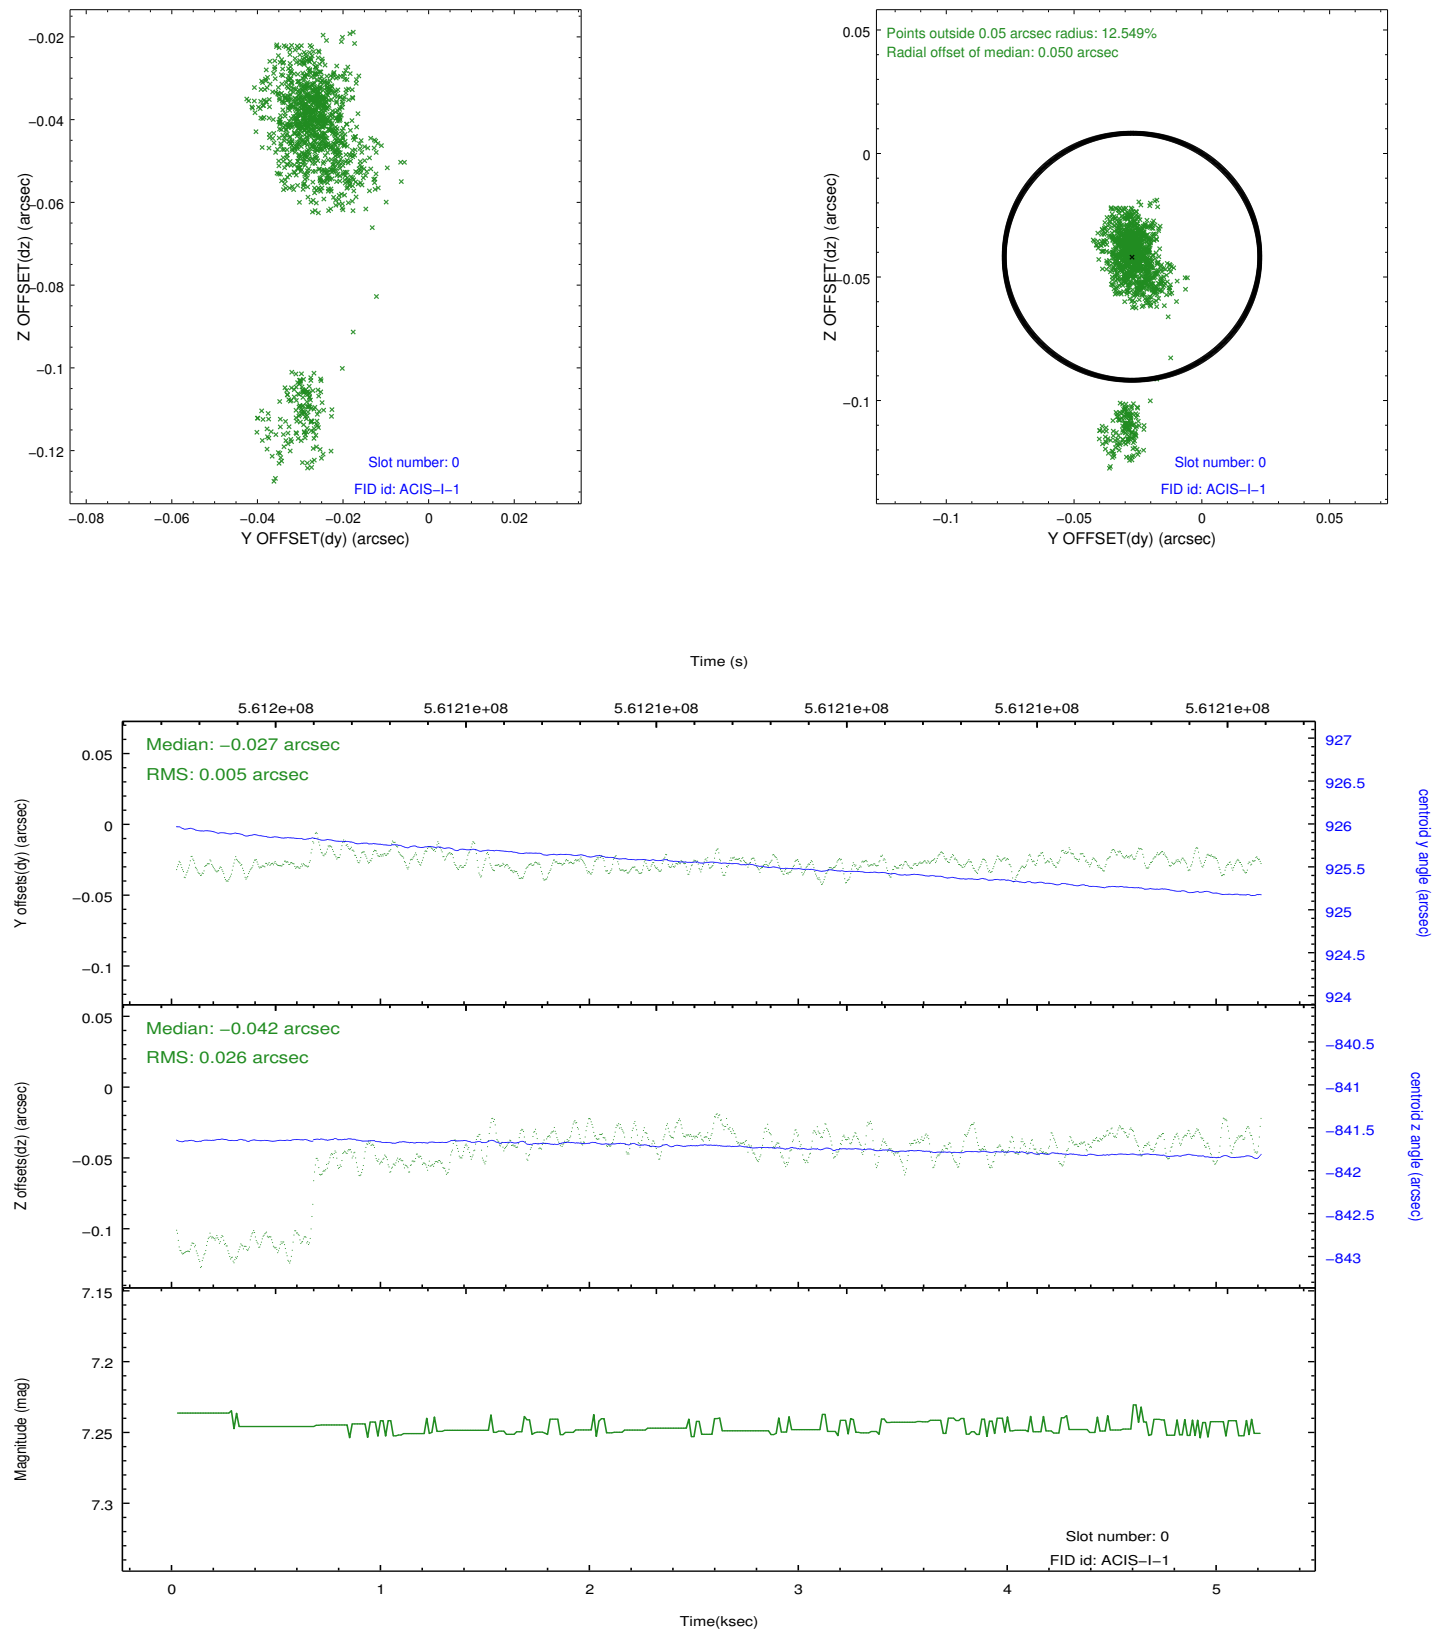 −0.02
−0.04
−0.06
−0.08
−0.1
−0.12
Z OFFSET(dz) (arcsec)
Slot number: 0
FID id: ACIS−I−1
−0.08
−0.06
−0.04
−0.02
0
0.02
Y OFFSET(dy) (arcsec)
Points outside 0.05 arcsec radius: 12.549%
Radial offset of median: 0.050 arcsec
0.05
0
−0.05
−0.1
Z OFFSET(dz) (arcsec)
Slot number: 0
FID id: ACIS−I−1
−0.1
−0.05
0
0.05
Y OFFSET(dy) (arcsec)
Time (s)
5.612e+08
5.6121e+08
5.6121e+08
5.6121e+08
5.6121e+08
5.6121e+08
Median: −0.027 arcsec
RMS: 0.005 arcsec
0.05
0
−0.05
−0.1
Y offsets(dy) (arcsec)
927
926.5
926
925.5
925
924.5
924
centroid y angle (arcsec)
Median: −0.042 arcsec
RMS: 0.026 arcsec
0.05
0
−0.05
−0.1
Z offsets(dz) (arcsec)
−840.5
−841
−841.5
−842
−842.5
−843
centroid z angle (arcsec)
7.15
7.2
7.25
7.3
Magnitude (mag)
Slot number: 0
FID id: ACIS−I−1
0
1
2
3
4
5
Time(ksec)